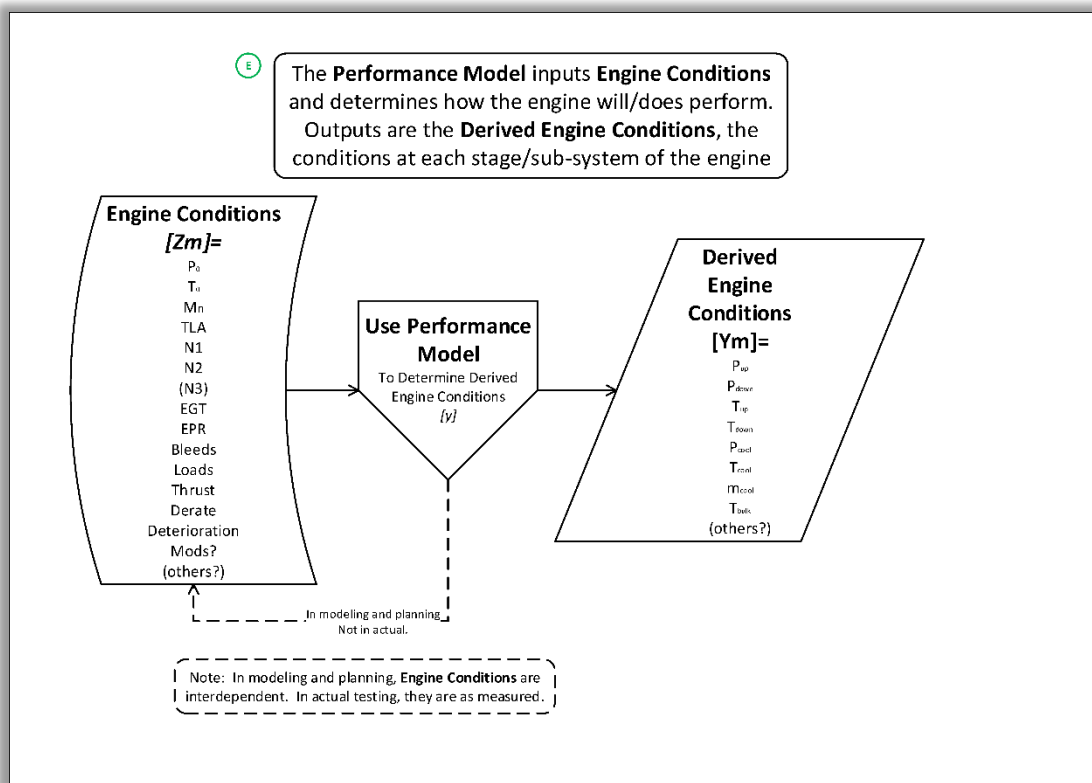 E
The Performance Model inputs Engine Conditions
and determines how the engine will/does perform.
Outputs are the Derived Engine Conditions, the
conditions at each stage/sub-system of the engine
Engine Conditions
[Zm]=
Pa
Ta
Mn
TLA
N1
N2
(N3)
EGT
EPR
Bleeds
Loads
Thrust
Derate
Deterioration
Mods?
(others?)
Use Performance
Model
To Determine Derived
Engine Conditions
[y]
Derived
Engine
Conditions
[Ym]=
Pup
Pdown
Tup
Tdown
Pcool
Tcool
mcool
Tbulk
(others?)
In modeling and planning
Not in actual.
Note: In modeling and planning, Engine Conditions are
interdependent. In actual testing, they are as measured.